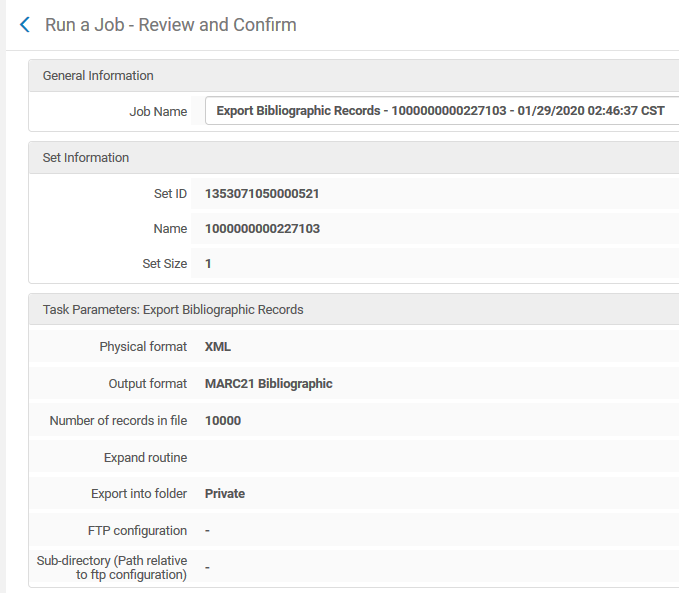 Run a Job - Review and Confirm
General Information
Job Name Export Bibliographic Records - 1000000000227103 - 01/29/2020 02:46:37 CST
Set Information
Set ID 1353071050000521
Name 1000000000227103
Set Size 1
Task Parameters: Export Bibliographic Records
Physical format XML
Output format MARC21 Bibliographic
Number of records in file 10000
Expand routine
Export into folder Private
FTP configuration -
Sub-directory (Path relative
to ftp configuration) -